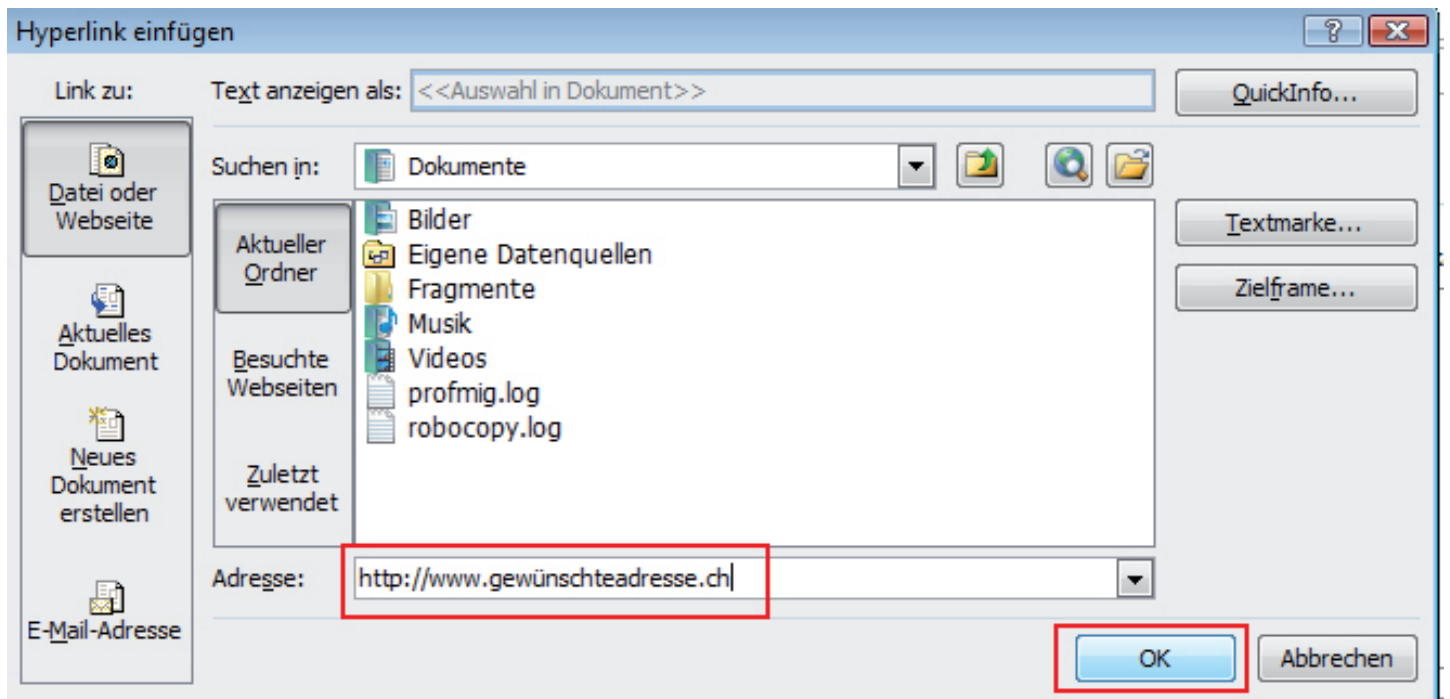 Hyperlink einfügen
Link zu:
Text anzeigen als: <<Auswahl in Dokument>>
QuickInfo...
Datei oder
Webseite
Suchen in:
Dokumente
Aktueller
Ordner
Bilder
Eigene Datenquellen
Fragmente
Musik
Videos
profmig.log
robocopy.log
Textmarke...
Zielframe...
Aktuelles
Dokument
Besuchte
Webseiten
Neues
Dokument
erstellen
Zuletzt
verwendet
E-Mail-Adresse
Adresse: http://www.gewünschteadresse.ch
OK
Abbrechen